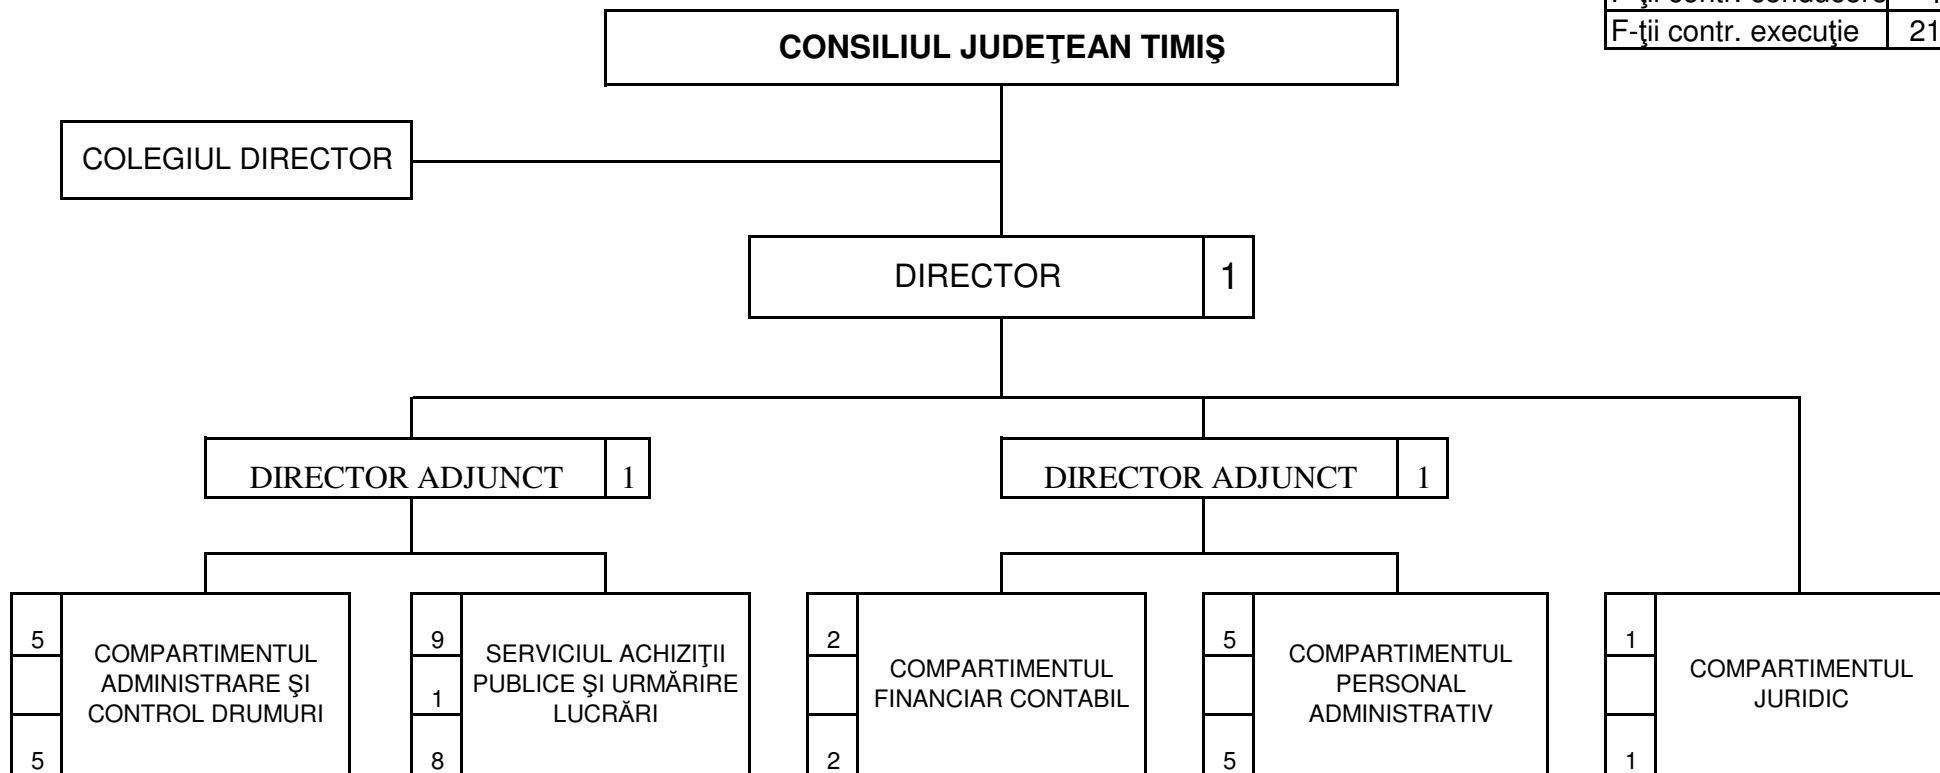 CONSILIUL JUDEŢEAN TIMIŞ
F-ţii contr. execuţie 21
COLEGIUL DIRECTOR
DIRECTOR 1
DIRECTOR ADJUNCT 1
DIRECTOR ADJUNCT 1
5
5
COMPARTIMENTUL
ADMINISTRARE ŞI
CONTROL DRUMURI
9
1
8
SERVICIUL ACHIZIŢII
PUBLICE ŞI URMĂRIRE
LUCRĂRI
2
2
COMPARTIMENTUL
FINANCIAR CONTABIL
5
5
COMPARTIMENTUL
PERSONAL
ADMINISTRATIV
1
1
COMPARTIMENTUL
JURIDIC